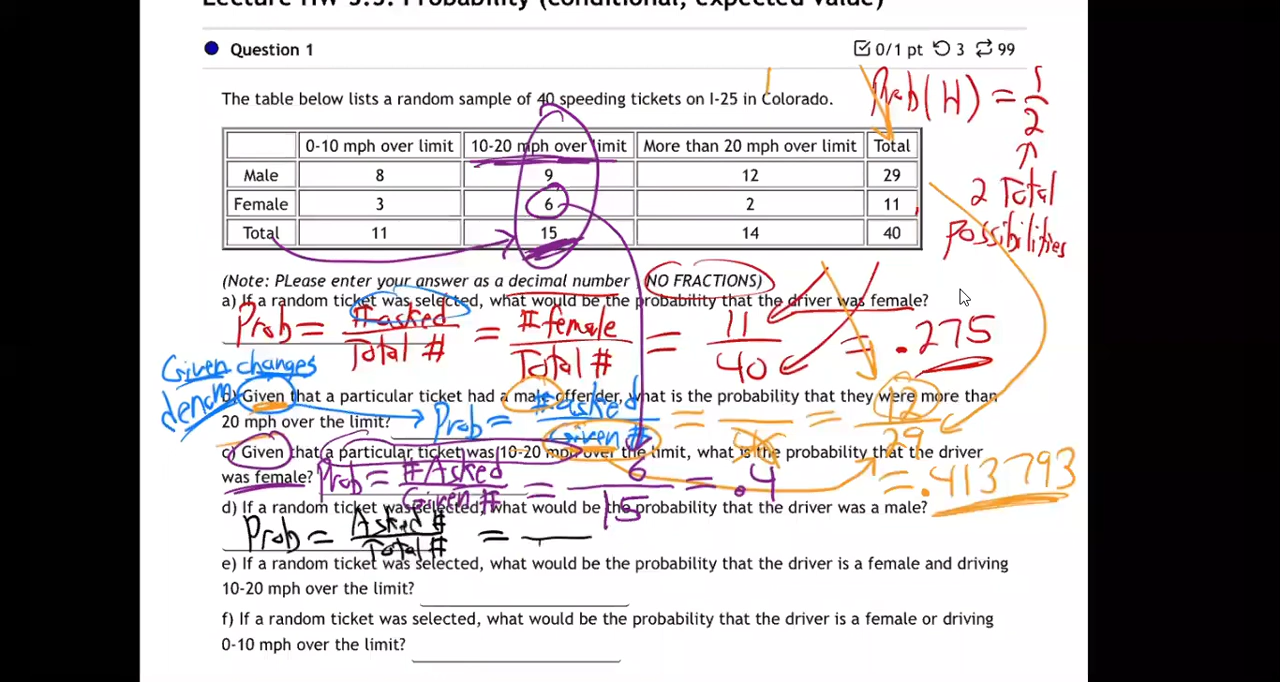 Lecture HW 5.5: Probability (conditional, expected value)
Question 1
0/1 pt 3 99
The table below lists a random sample of 40 speeding tickets on I-25 in Colorado.
Prob(H) = 1/2
0-10 mph over limit 10-20 mph over limit More than 20 mph over limit Total
Male 8 9 12 29
Female 3 6 2 11
Total 11 15 14 40
2 Total
possibilities
(Note: PLease enter your answer as a decimal number (NO FRACTIONS)
a) If a random ticket was selected, what would be the probability that the driver was female?
Prob = # asked / Total # = # female / Total # = 11 / 40 = .275
Given changes
denom
b) Given that a particular ticket had a male offender, what is the probability that they were more than
20 mph over the limit?
Prob = # asked / Given # = = 12 / 29
= .413793
c) Given that a particular ticket was 10-20 mph over the limit, what is the probability that the driver
was female?
Prob = # Asked / Given # = 6 / 15 = .4
d) If a random ticket was selected, what would be the probability that the driver was a male?
Prob = Asked # / Total # =
e) If a random ticket was selected, what would be the probability that the driver is a female and driving
10-20 mph over the limit?
f) If a random ticket was selected, what would be the probability that the driver is a female or driving
0-10 mph over the limit?